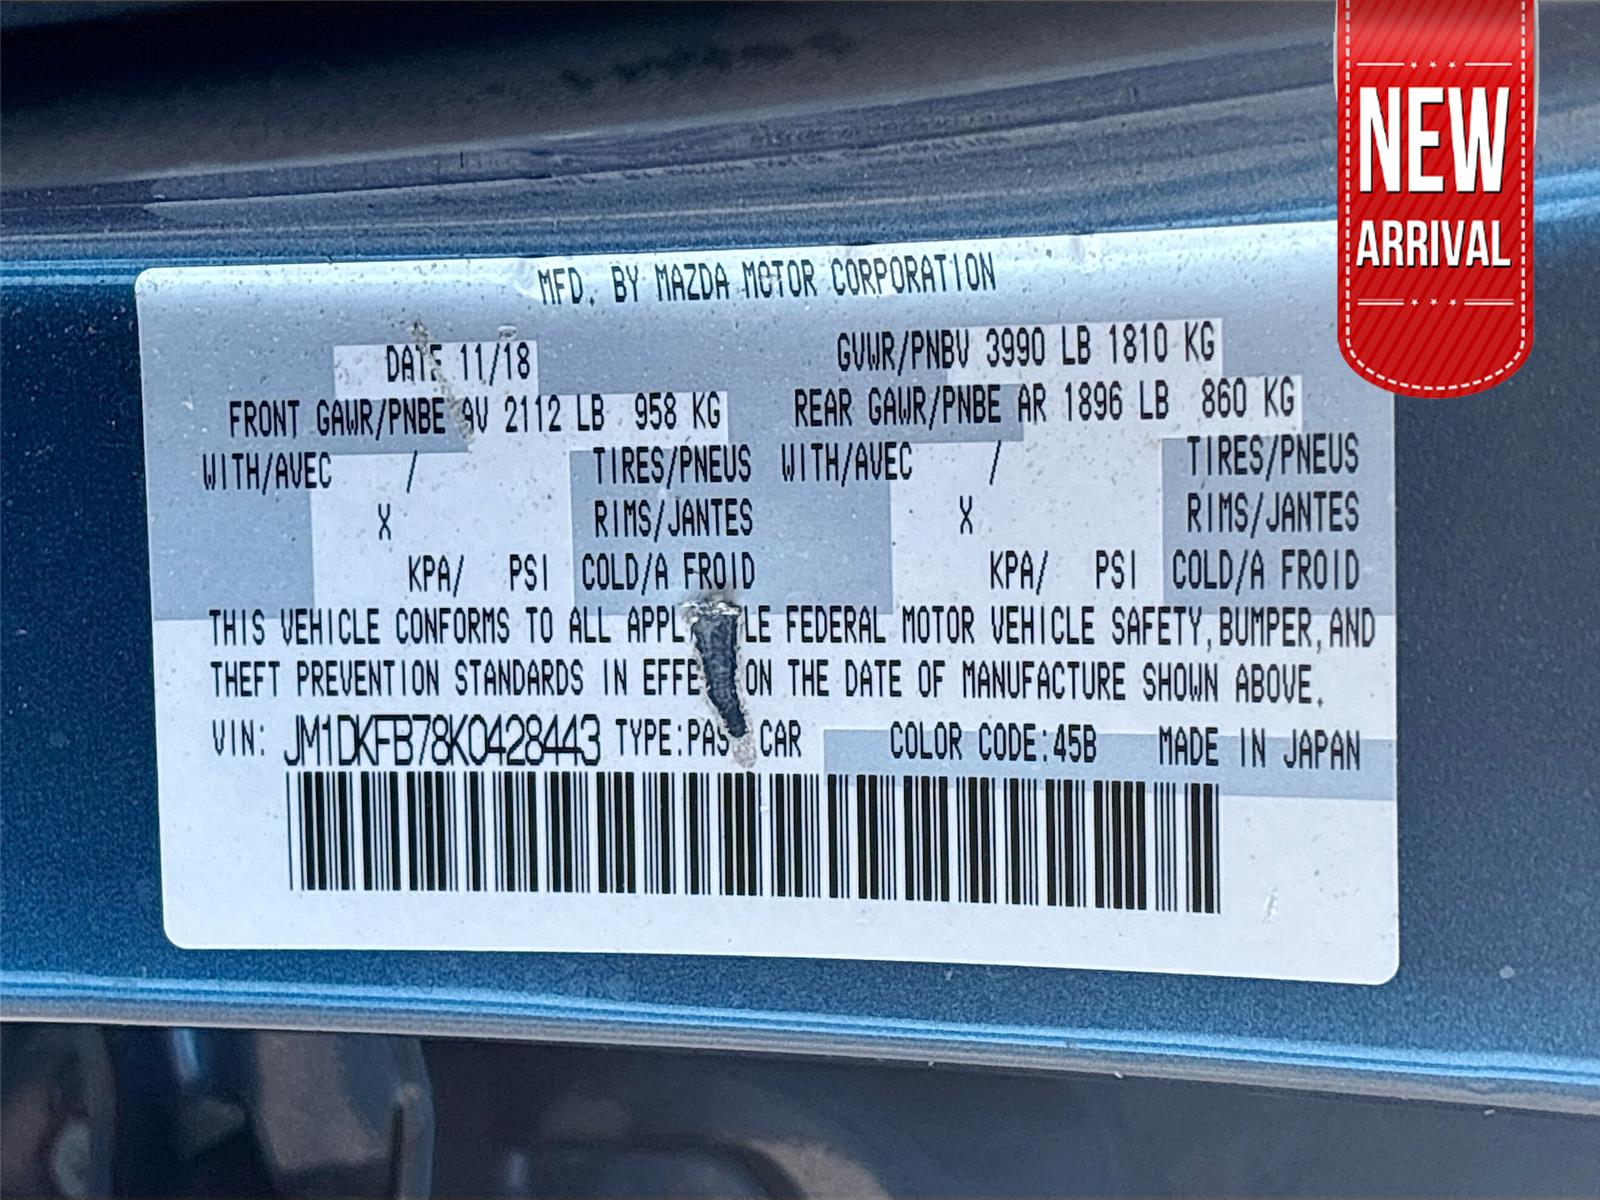 NEW
ARRIVAL
MFD. BY MAZDA MOTOR CORPORATION
DATE 11/18 GVWR/PNBV 3990 LB 1810 KG
FRONT GAWR/PNBE AV 2112 LB 958 KG REAR GAWR/PNBE AR 1896 LB 860 KG
WITH/AVEC / TIRES/PNEUS WITH/AVEC / TIRES/PNEUS
X RIMS/JANTES X RIMS/JANTES
KPA/ PSI COLD/A FROID KPA/ PSI COLD/A FROID
THIS VEHICLE CONFORMS TO ALL FEDERAL MOTOR VEHICLE SAFETY, BUMPER, AND
THEFT PREVENTION STANDARDS IN ON THE DATE OF MANUFACTURE SHOWN ABOVE.
VIN: JM1DKFB78K0428443 TYPE: CAR COLOR CODE:45B MADE IN JAPAN